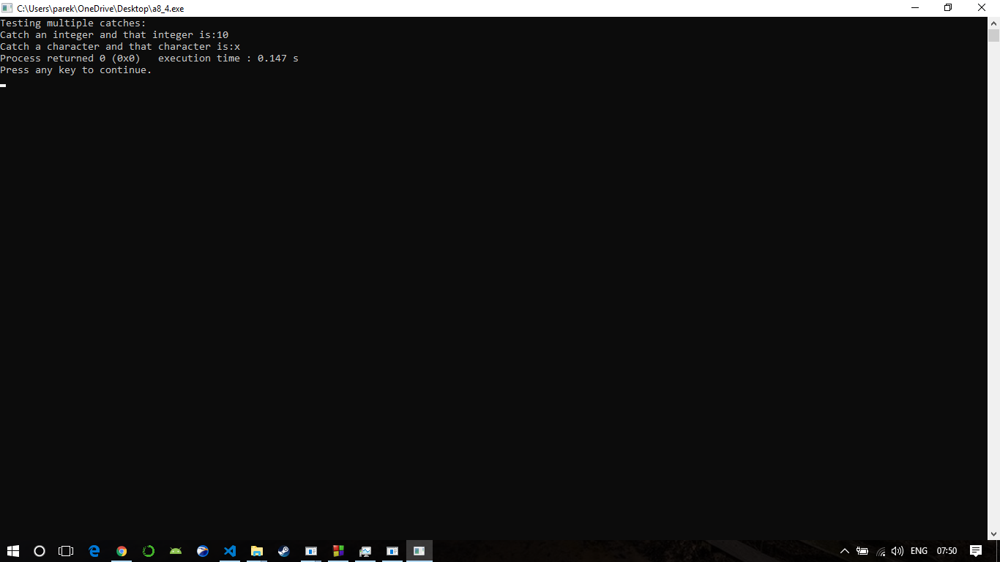 C:\Users\parek\OneDrive\Desktop\a8_4.exe
Testing multiple catches:
Catch an integer and that integer is:10
Catch a character and that character is:x
Process returned 0 (0x0)   execution time : 0.147 s
Press any key to continue.
ENG 07:50